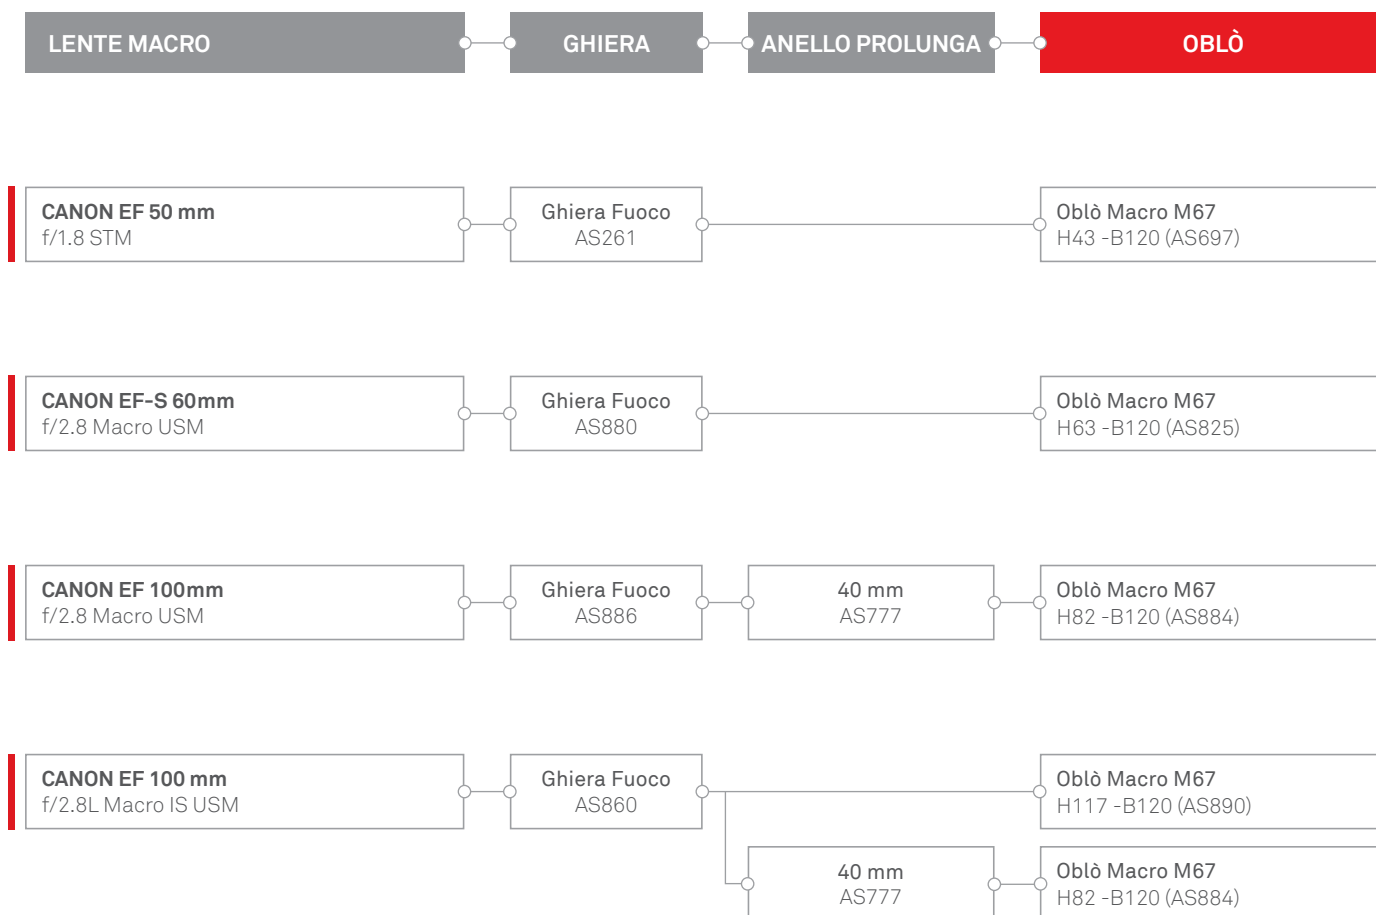 LENTE MACRO
GHIERA
ANELLO PROLUNGA
OBLÒ
CANON EF 50 mm
f/1.8 STM
Ghiera Fuoco
AS261
Oblò Macro M67
H43 -B120 (AS697)
CANON EF-S 60mm
f/2.8 Macro USM
Ghiera Fuoco
AS880
Oblò Macro M67
H63 -B120 (AS825)
CANON EF 100mm
f/2.8 Macro USM
Ghiera Fuoco
AS886
40 mm
AS777
Oblò Macro M67
H82 -B120 (AS884)
CANON EF 100 mm
f/2.8L Macro IS USM
Ghiera Fuoco
AS860
Oblò Macro M67
H117 -B120 (AS890)
40 mm
AS777
Oblò Macro M67
H82 -B120 (AS884)